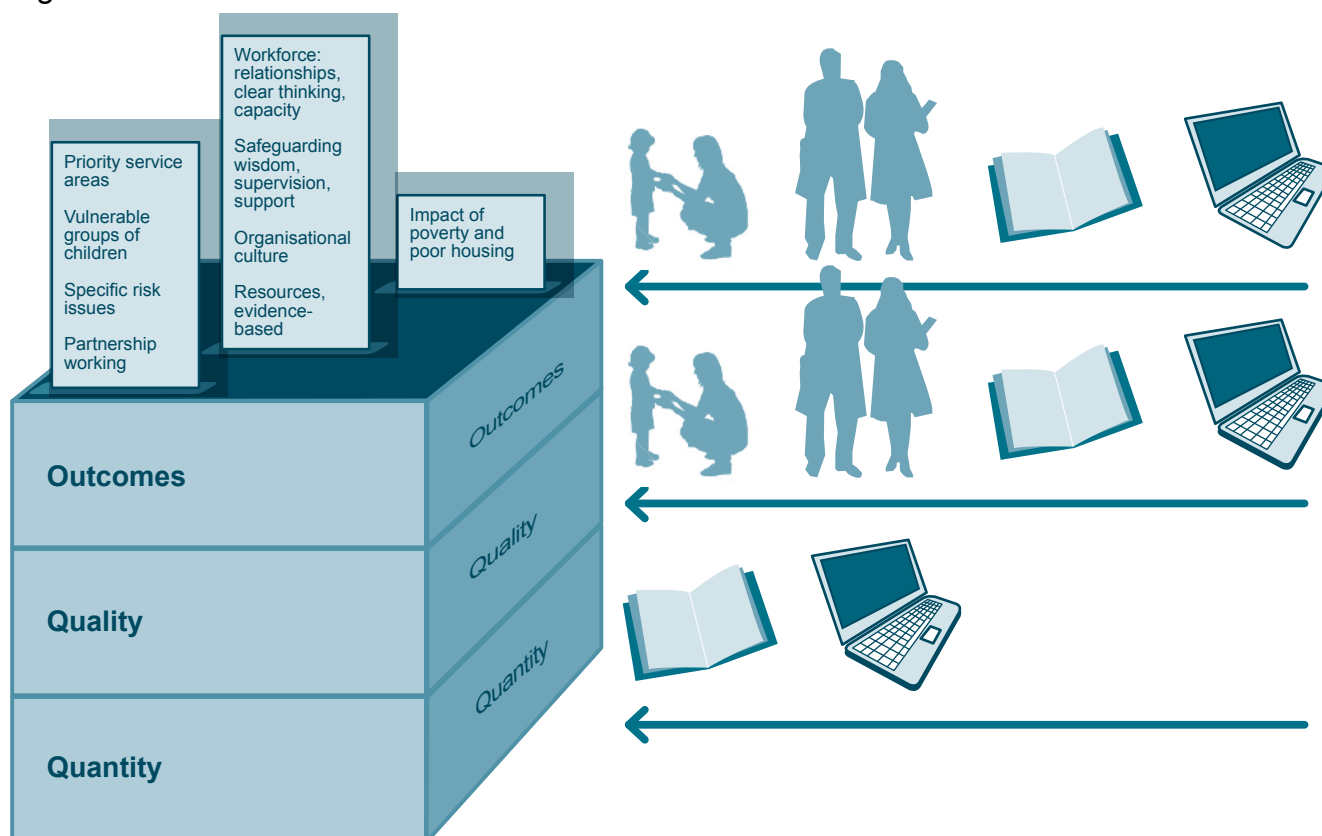 Priority service
areas
Vulnerable
groups of
children
Specific risk
issues
Partnership
working
Workforce:
relationships,
clear thinking,
capacity
Safeguarding
wisdom,
supervision,
support
Organisational
culture
Resources,
evidence-
based
Impact of
poverty and
poor housing
Outcomes
Outcomes
Quality
Quality
Quantity
Quantity